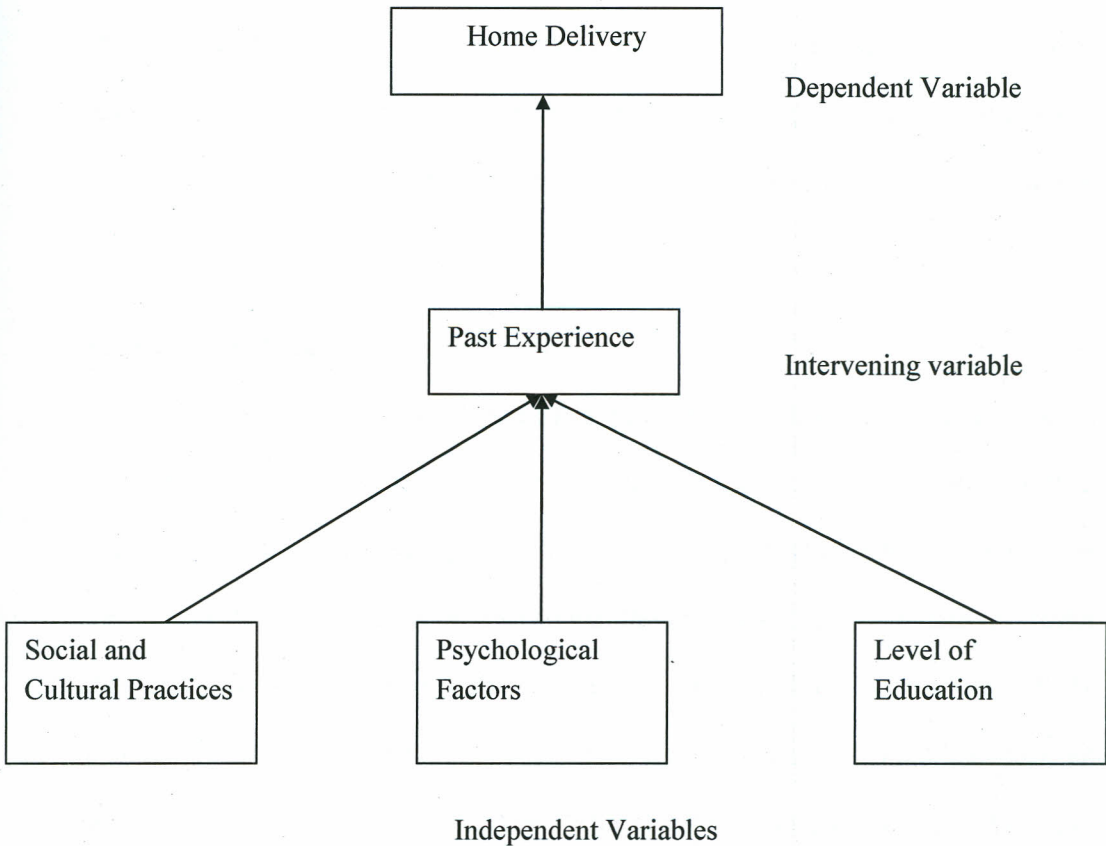 Home Delivery
Dependent Variable
Past Experience
Intervening variable
Social and
Cultural Practices
Psychological
Factors
Level of
Education
Independent Variables